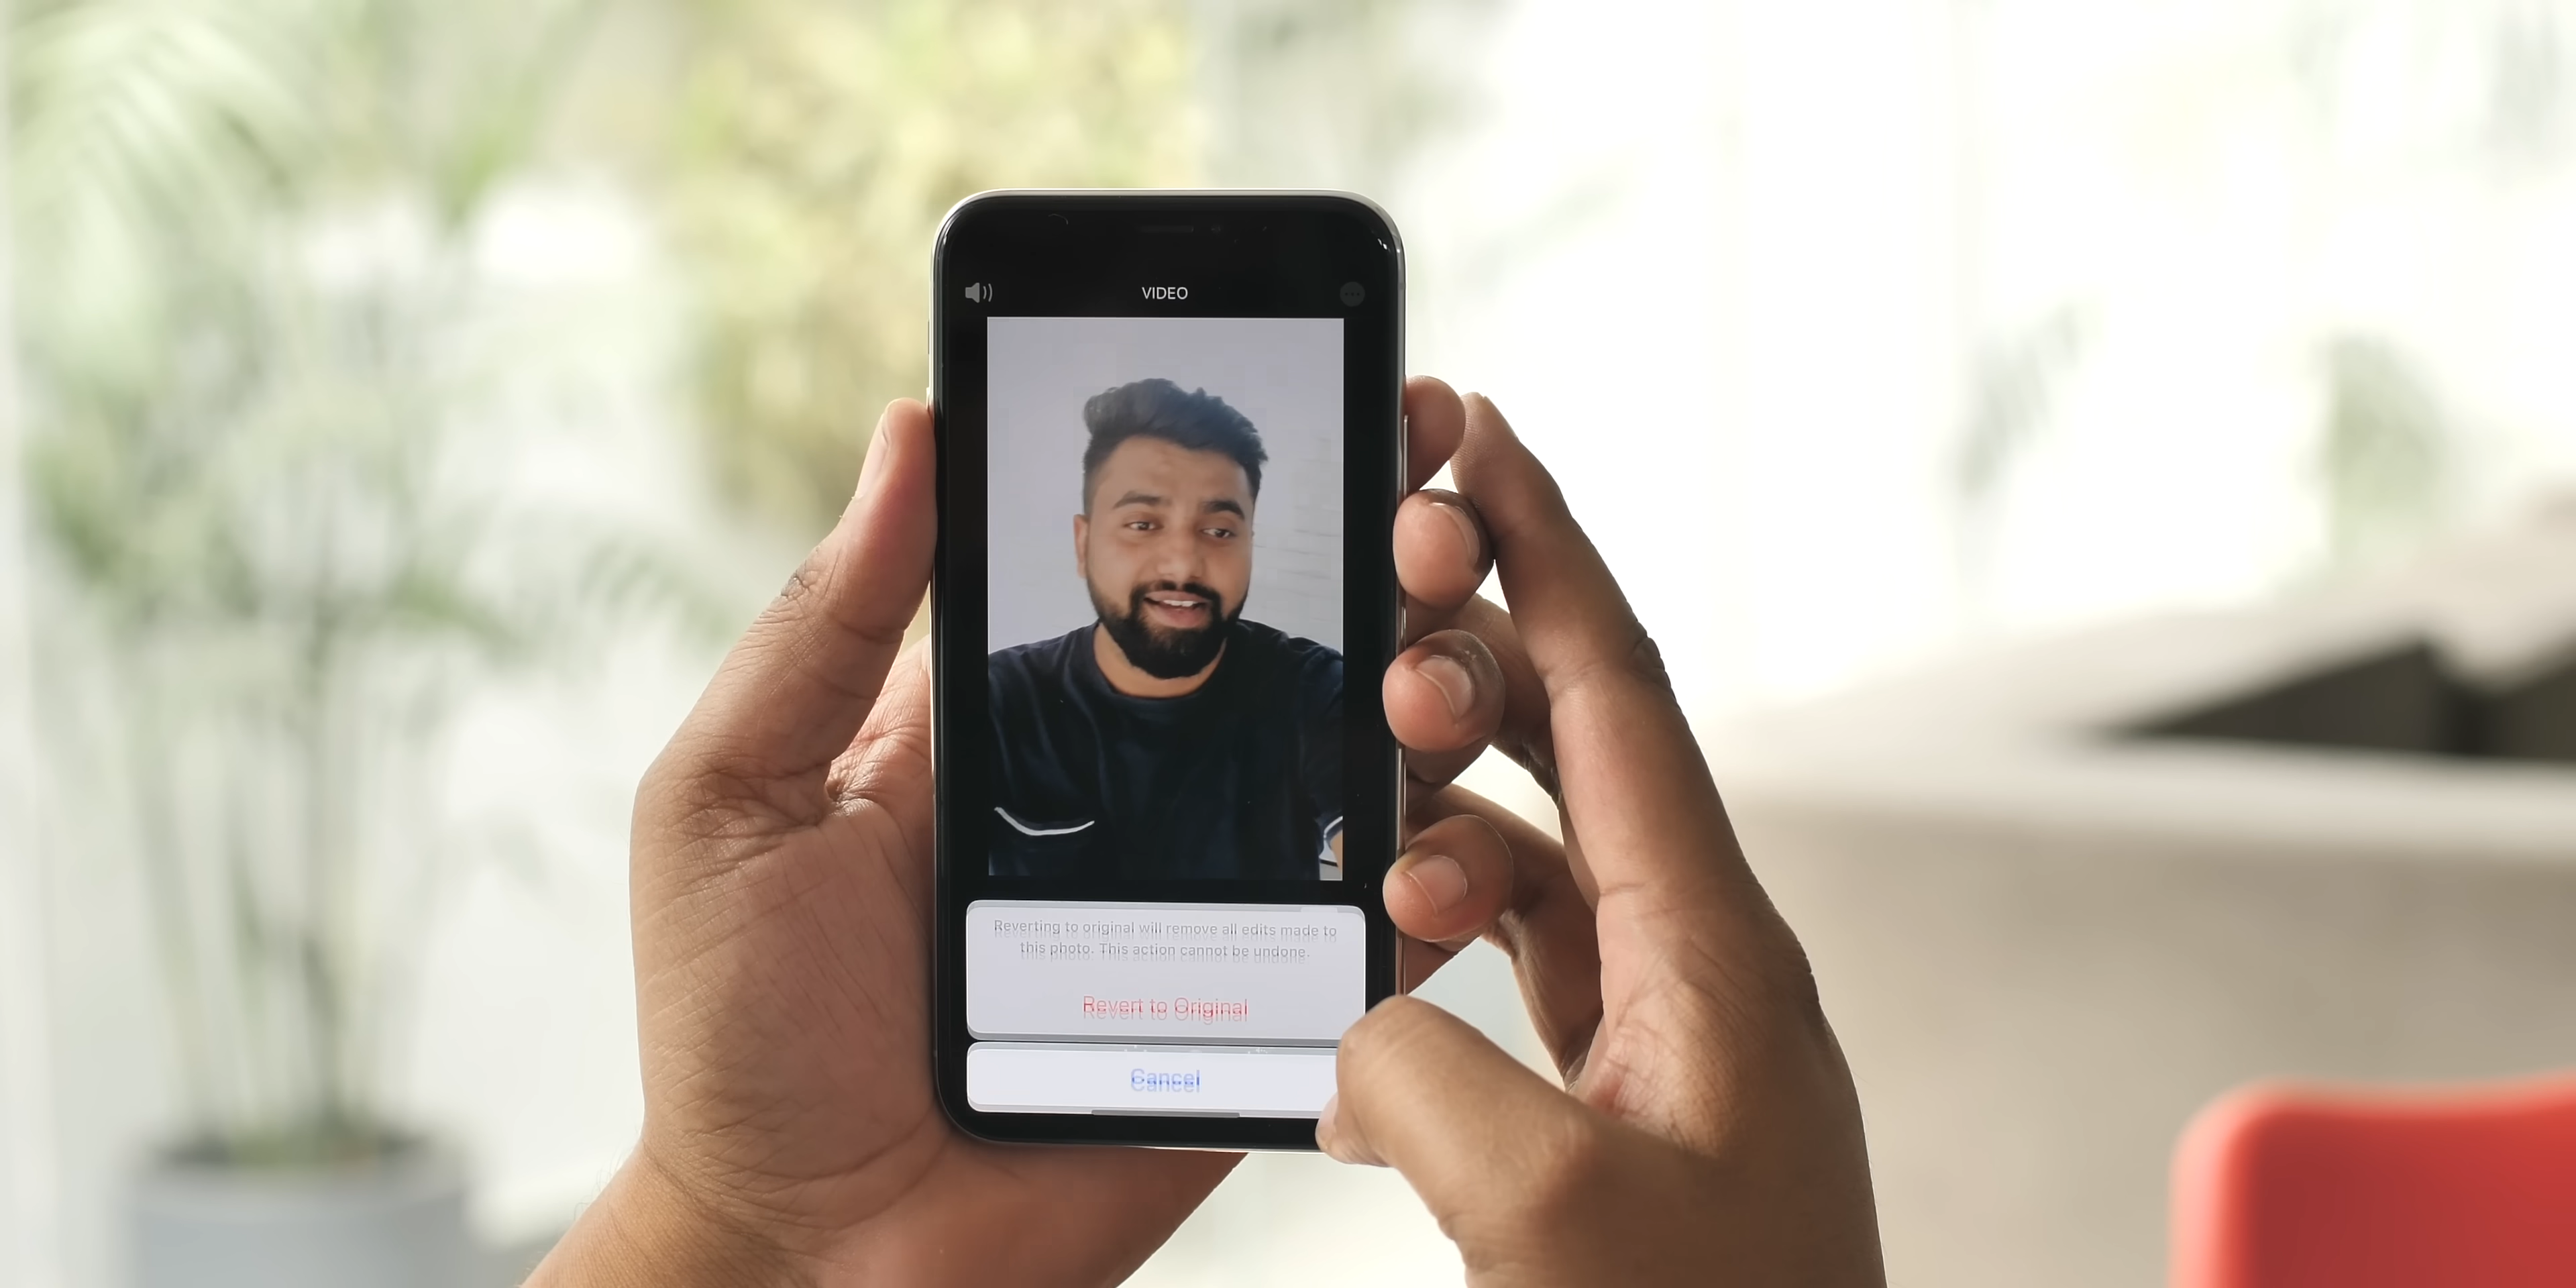 VIDEO
Reverting to original will remove all edits made to
this photo. This action cannot be undone.
Revert to Original
Cancel